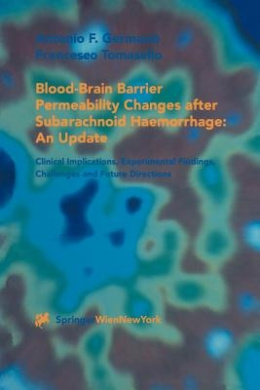 Antonio F. Germanò
Francesco Tomasello
Blood-Brain Barrier
Permeability Changes after
Subarachnoid Haemorrhage:
An Update
Clinical Implications, Experimental Findings,
Challenges and Future Directions
SpringerWienNewYork